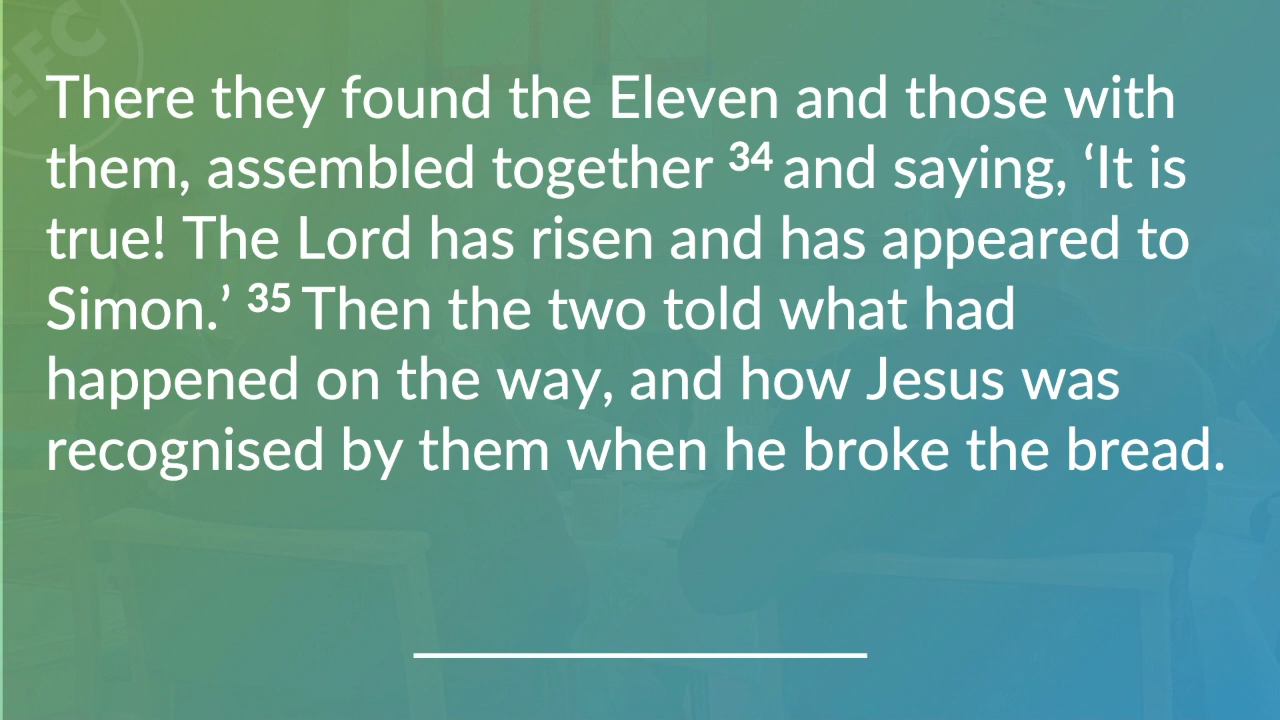 EFC
There they found the Eleven and those with
them, assembled together ³⁴ and saying, ‘It is
true! The Lord has risen and has appeared to
Simon.’ ³⁵ Then the two told what had
happened on the way, and how Jesus was
recognised by them when he broke the bread.